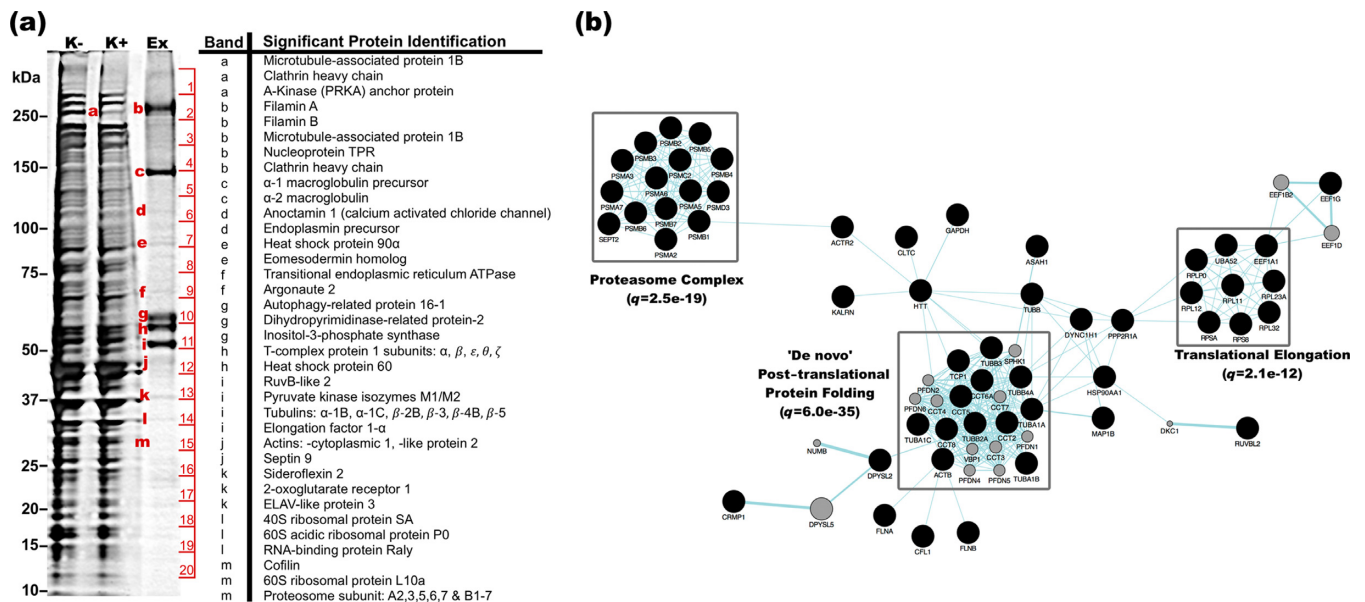 (a)
K- K+ Ex
kDa
250
150
100
75
50
37
25
20
15
10
a
b
c
d
e
f
g
h
i
j
k
l
m
1
2
3
4
5
6
7
8
9
10
11
12
13
14
15
16
17
18
19
20
Band Significant Protein Identification
a Microtubule-associated protein 1B
a Clathrin heavy chain
a A-Kinase (PRKA) anchor protein
b Filamin A
b Filamin B
b Microtubule-associated protein 1B
b Nucleoprotein TPR
b Clathrin heavy chain
c α-1 macroglobulin precursor
c α-2 macroglobulin
d Anoctamin 1 (calcium activated chloride channel)
d Endoplasmin precursor
e Heat shock protein 90α
e Eomesodermin homolog
f Transitional endoplasmic reticulum ATPase
f Argonaute 2
g Autophagy-related protein 16-1
g Dihydropyrimidinase-related protein-2
g Inositol-3-phosphate synthase
h T-complex protein 1 subunits: α, β, ε, θ, ζ
h Heat shock protein 60
i RuvB-like 2
i Pyruvate kinase isozymes M1/M2
i Tubulins: α-1B, α-1C, β-2B, β-3, β-4B, β-5
i Elongation factor 1-α
j Actins: -cytoplasmic 1, -like protein 2
j Septin 9
k Sideroflexin 2
k 2-oxoglutarate receptor 1
k ELAV-like protein 3
l 40S ribosomal protein SA
l 60S acidic ribosomal protein P0
l RNA-binding protein Raly
m Cofilin
m 60S ribosomal protein L10a
m Proteosome subunit: A2,3,5,6,7 & B1-7
(b)
PSMB2
PSMB5
PSMB3
PSMA3
PSMC2
PSMB4
PSMA6
PSMA7
PSMA5
PSMD3
PSMB6
PSMB7
SEPT2
PSMB1
PSMA2
Proteasome Complex
(q=2.5e-19)
ACTR2
CLTC
GAPDH
ASAH1
KALRN
HTT
TUBB
DYNC1H1
PPP2R1A
HSP90AA1
MAP1B
DKC1
RUVBL2
EEF1B2
EEF1G
EEF1D
UBA52
EEF1A1
RPLP0
RPL11
RPL23A
RPL12
RPL32
RPSA
RPS8
Translational Elongation
(q=2.1e-12)
'De novo'
Post-translational
Protein Folding
(q=6.0e-35)
TUBB3
SPHK1
TCP1
PFDN2
CCT6A
TUBB4A
PFDN6
CCT4
CCT5
CCT7
TUBA1C
TUBB2A
CCT2
TUBA1A
CCT8
PFDN1
VBP1
CCT3
ACTB
PFDN4
PFDN5
TUBA1B
NUMB
DPYSL2
CRMP1
DPYSL5
FLNA
CFL1
FLNB